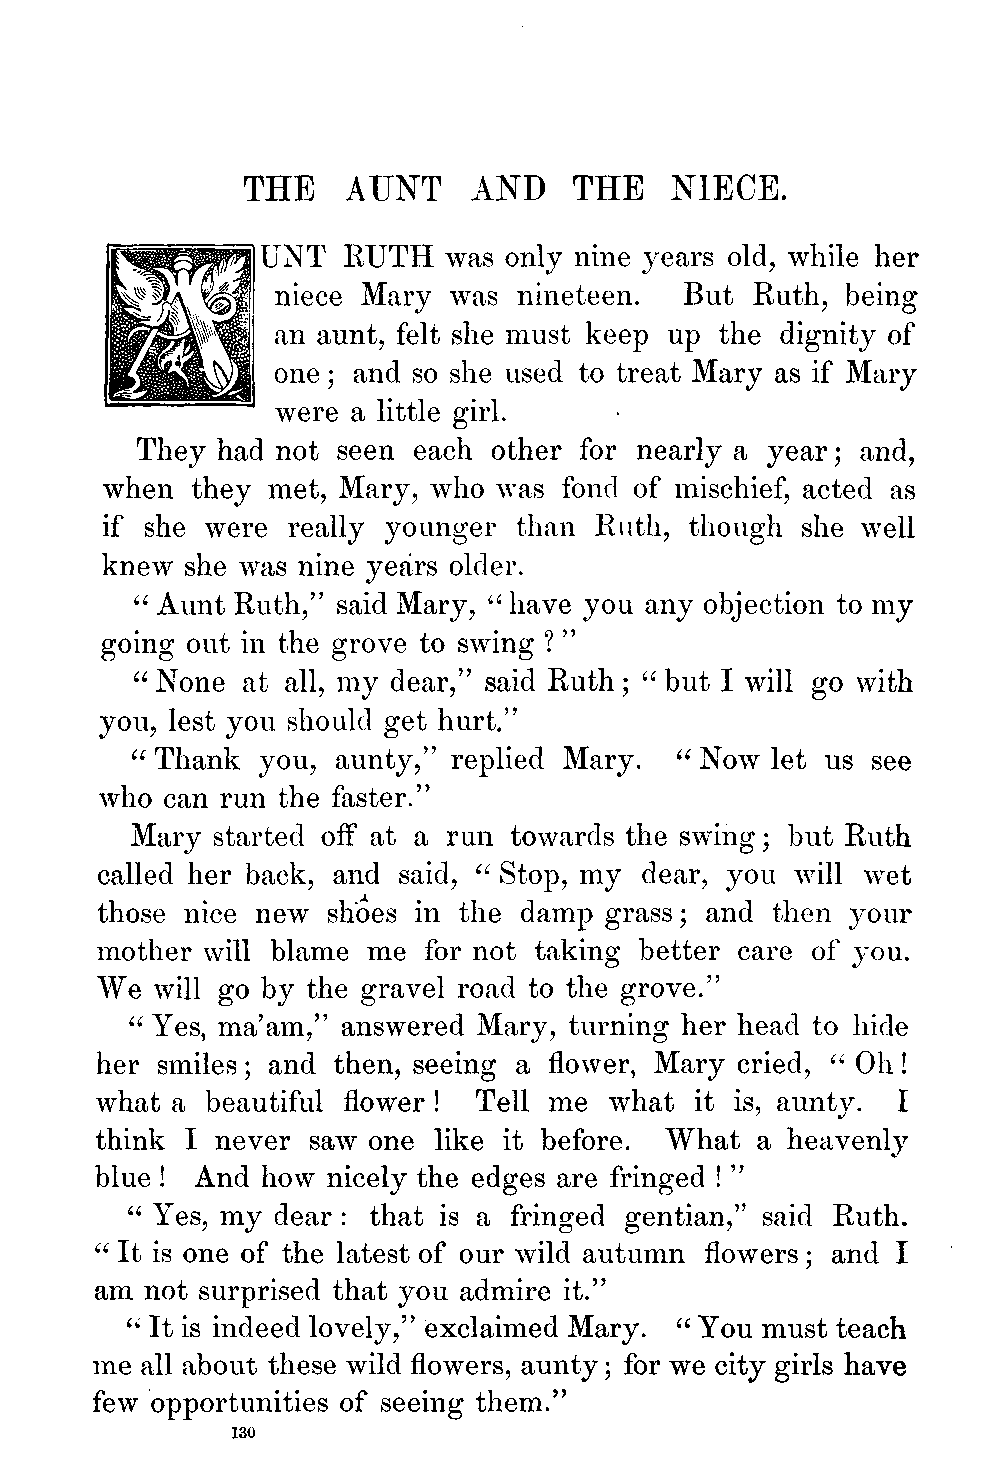 THE AUNT AND THE NIECE.
AUNT RUTH was only nine years old, while her
niece Mary was nineteen. But Ruth, being
an aunt, felt she must keep up the dignity of
one; and so she used to treat Mary as if Mary
were a little girl.
They had not seen each other for nearly a year; and,
when they met, Mary, who was fond of mischief, acted as
if she were really younger than Ruth, though she well
knew she was nine years older.
"Aunt Ruth," said Mary, "have you any objection to my
going out in the grove to swing?"
"None at all, my dear," said Ruth; "but I will go with
you, lest you should get hurt."
"Thank you, aunty," replied Mary. "Now let us see
who can run the faster."
Mary started off at a run towards the swing; but Ruth
called her back, and said, "Stop, my dear, you will wet
those nice new shoes in the damp grass; and then your
mother will blame me for not taking better care of you.
We will go by the gravel road to the grove."
"Yes, ma'am," answered Mary, turning her head to hide
her smiles; and then, seeing a flower, Mary cried, "Oh!
what a beautiful flower! Tell me what it is, aunty. I
think I never saw one like it before. What a heavenly
blue! And how nicely the edges are fringed!"
"Yes, my dear: that is a fringed gentian," said Ruth.
"It is one of the latest of our wild autumn flowers; and I
am not surprised that you admire it."
"It is indeed lovely," exclaimed Mary. "You must teach
me all about these wild flowers, aunty; for we city girls have
few opportunities of seeing them."
130